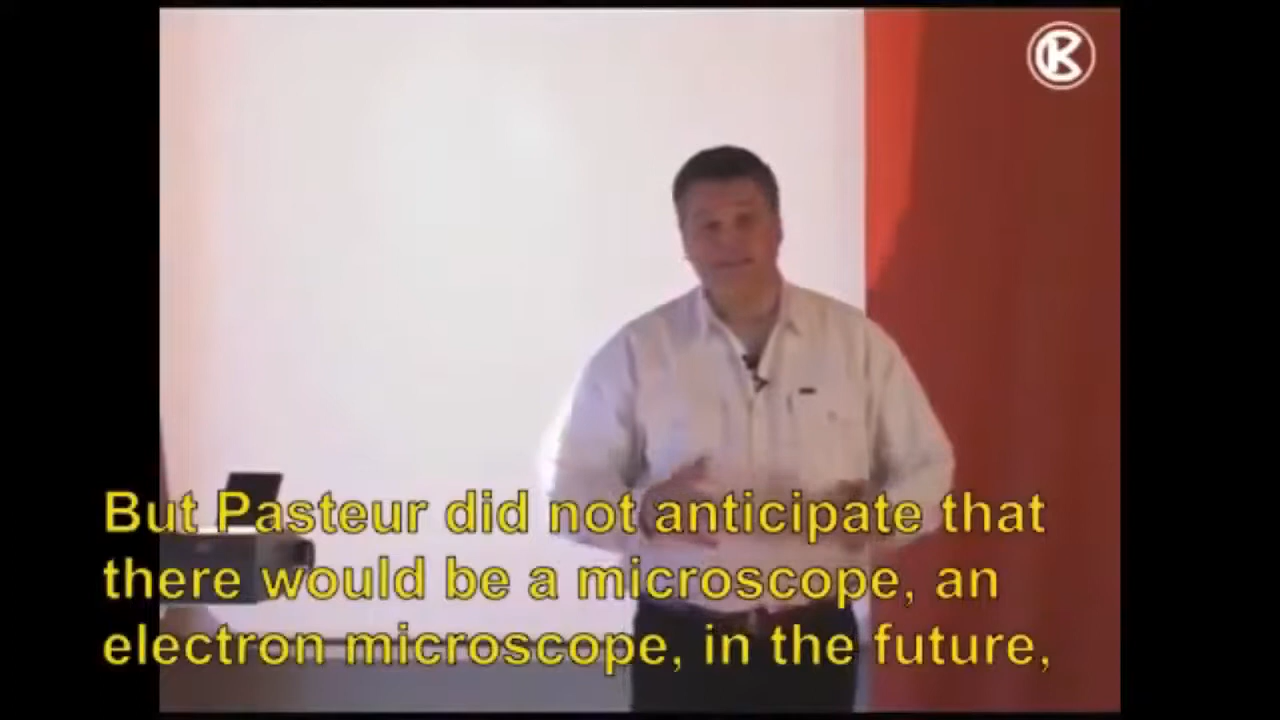 But Pasteur did not anticipate that
there would be a microscope, an
electron microscope, in the future,